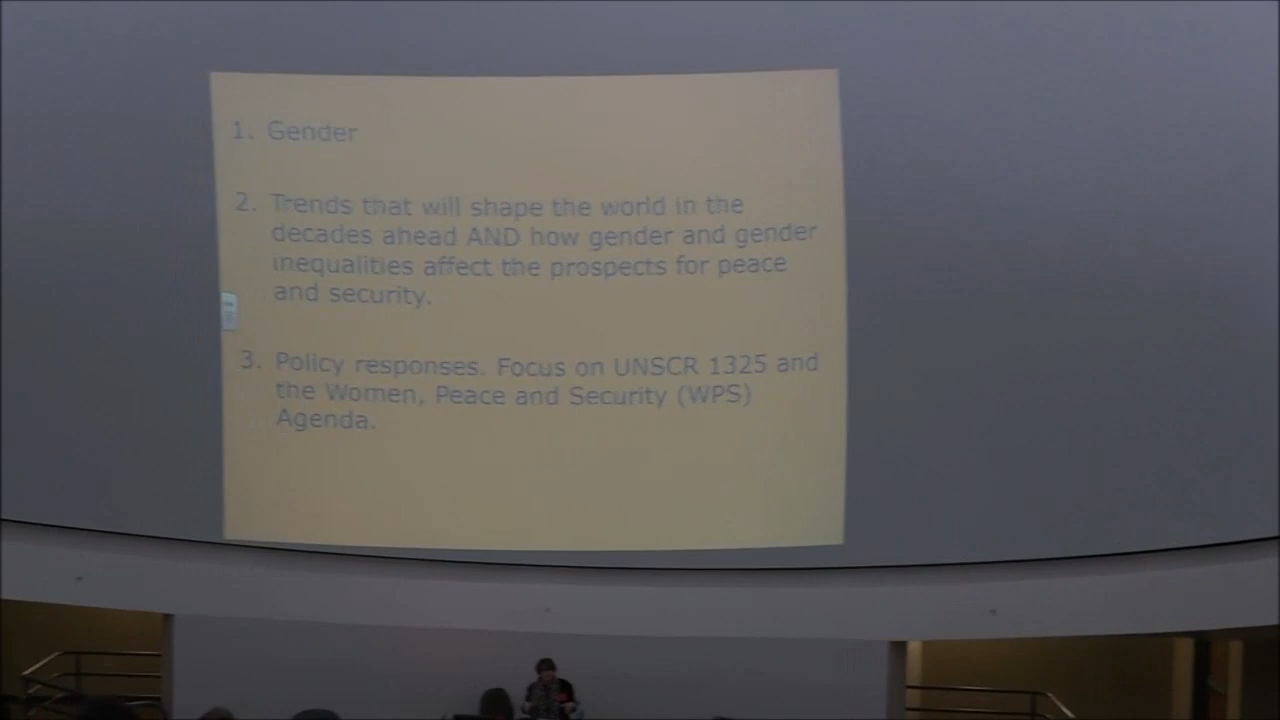 1. Gender
2. Trends that will shape the world in the
decades ahead AND how gender and gender
inequalities affect the prospects for peace
and security.
3. Policy responses. Focus on UNSCR 1325 and
the Women, Peace and Security (WPS)
Agenda.